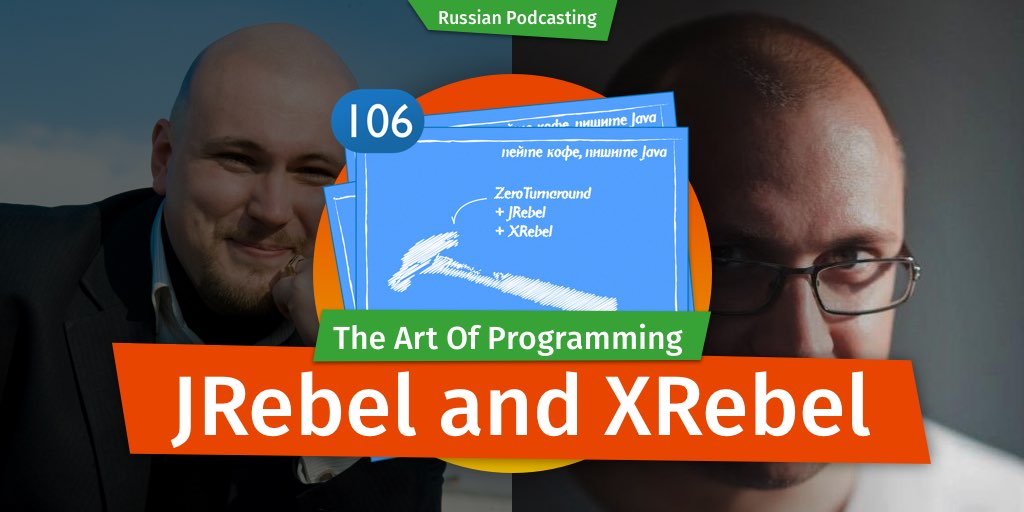 Russian Podcasting
106
кофе, пишите Java
пейте кофе, пишите Java
ZeroTurnaround
+ JRebel
+ XRebel
The Art Of Programming
JRebel and XRebel